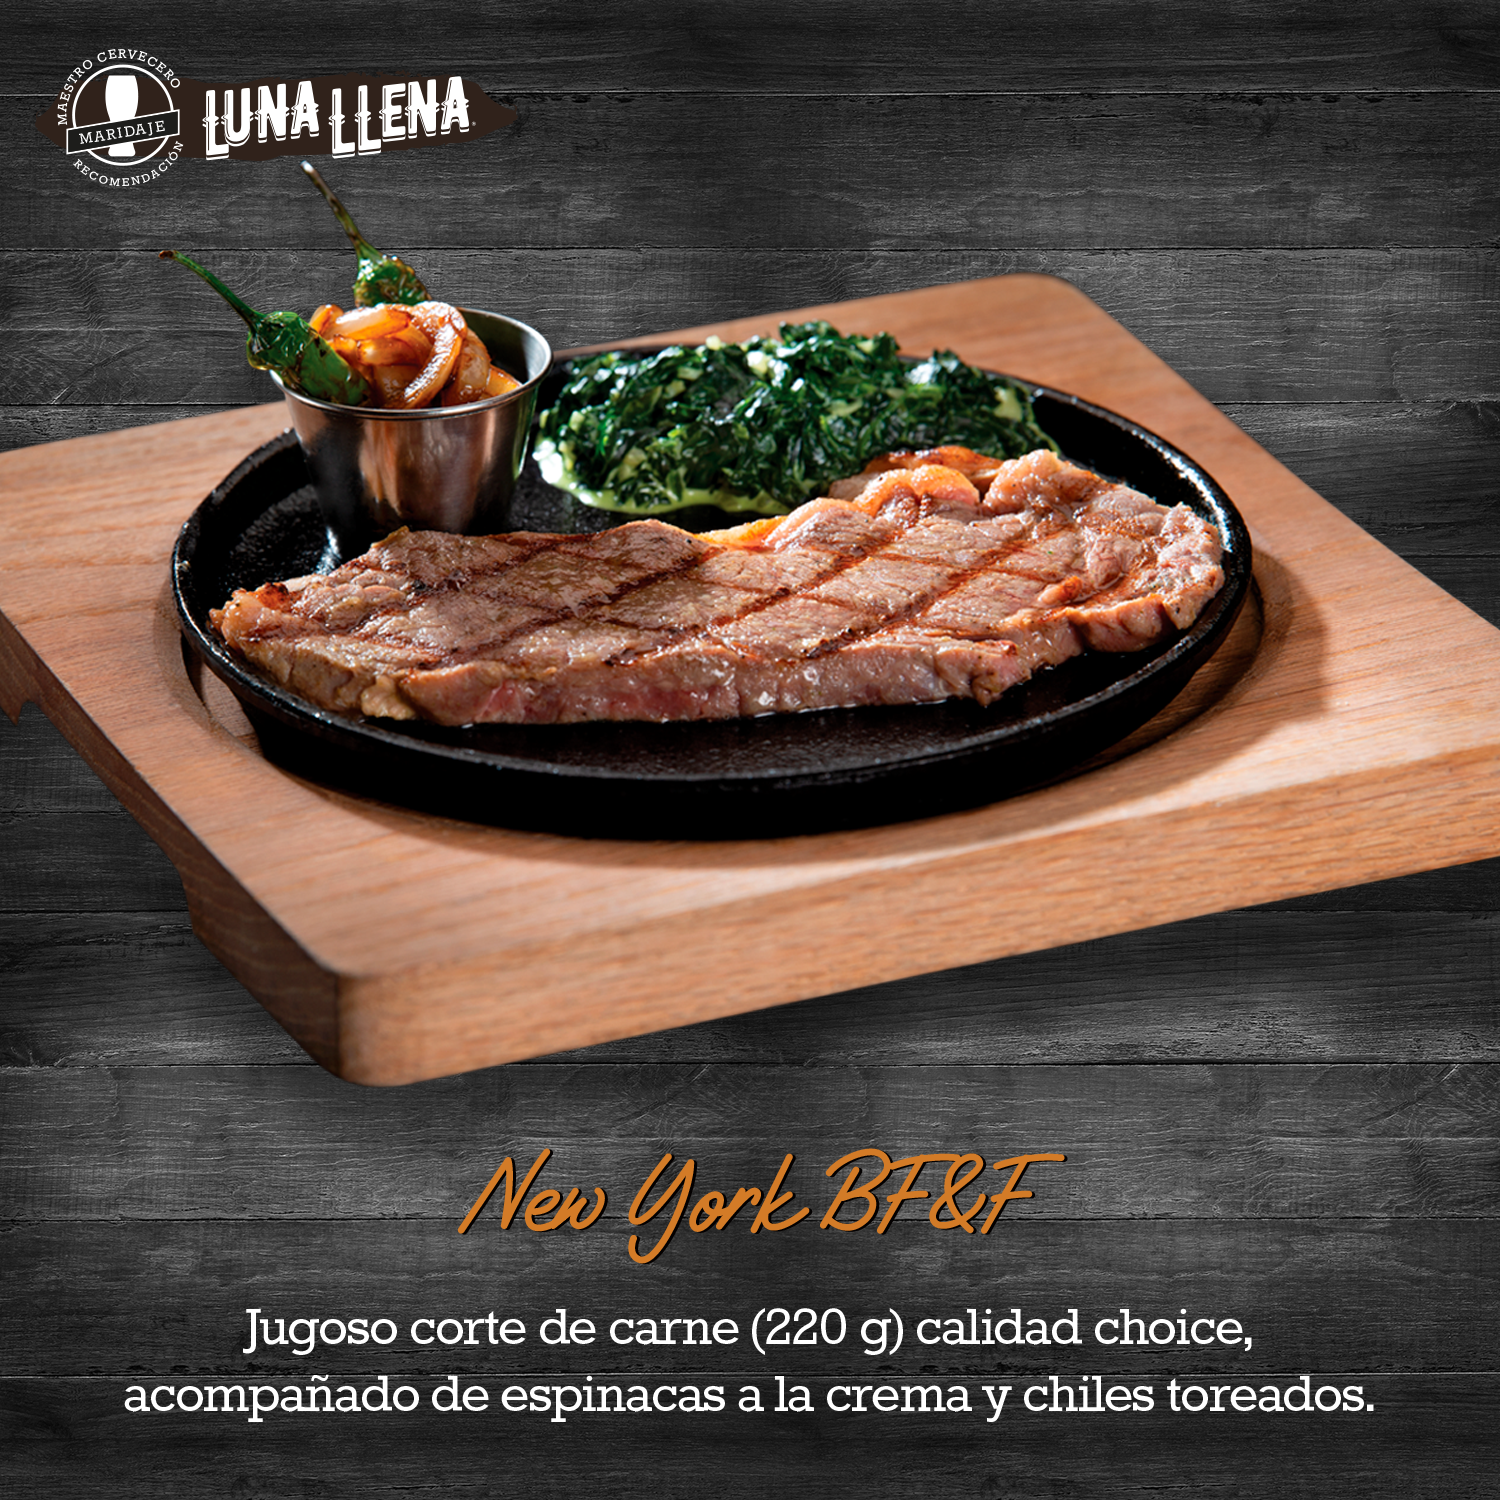 MAESTRO CERVECERO
MARIDAJE
RECOMENDACIÓN
LUNA LLENA
New York BF&F
Jugoso corte de carne (220 g) calidad choice,
acompañado de espinacas a la crema y chiles toreados.